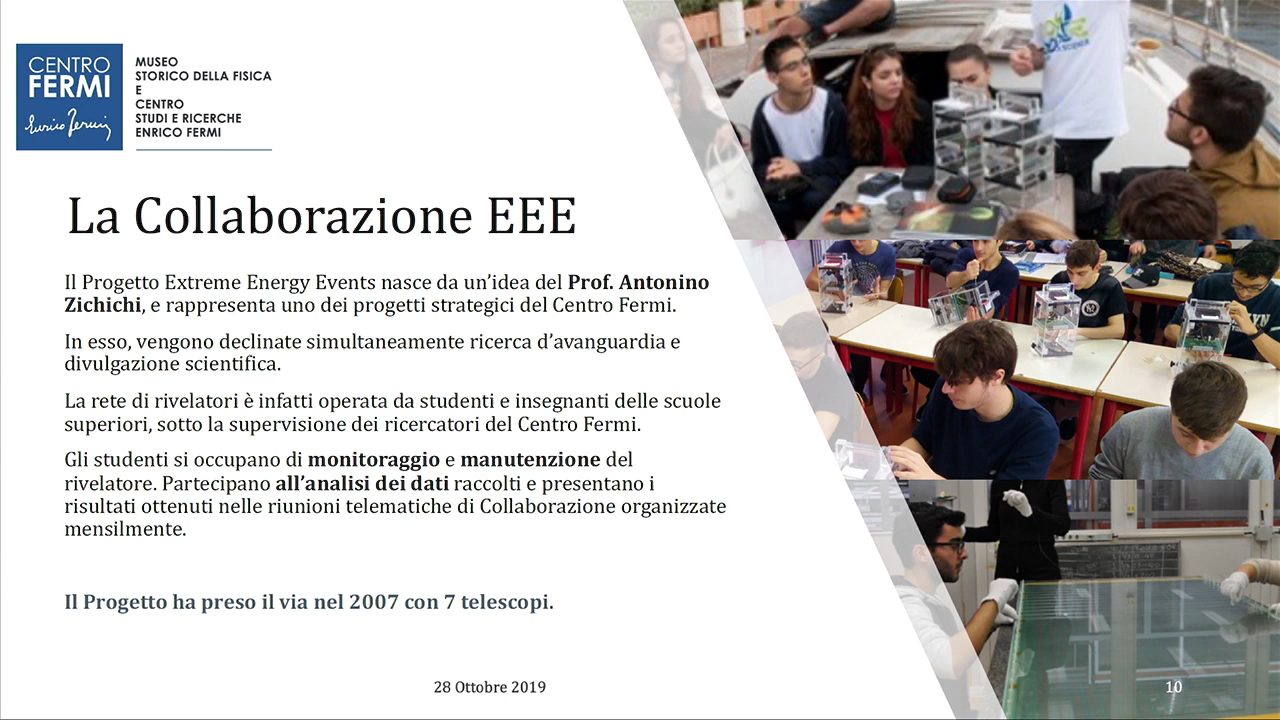 CENTRO
FERMI
Enrico Fermi
MUSEO
STORICO DELLA FISICA
E
CENTRO
STUDI E RICERCHE
ENRICO FERMI
La Collaborazione EEE
Il Progetto Extreme Energy Events nasce da un’idea del Prof. Antonino
Zichichi, e rappresenta uno dei progetti strategici del Centro Fermi.
In esso, vengono declinate simultaneamente ricerca d’avanguardia e
divulgazione scientifica.
La rete di rivelatori è infatti operata da studenti e insegnanti delle scuole
superiori, sotto la supervisione dei ricercatori del Centro Fermi.
Gli studenti si occupano di monitoraggio e manutenzione del
rivelatore. Partecipano all’analisi dei dati raccolti e presentano i
risultati ottenuti nelle riunioni telematiche di Collaborazione organizzate
mensilmente.
Il Progetto ha preso il via nel 2007 con 7 telescopi.
28 Ottobre 2019
10